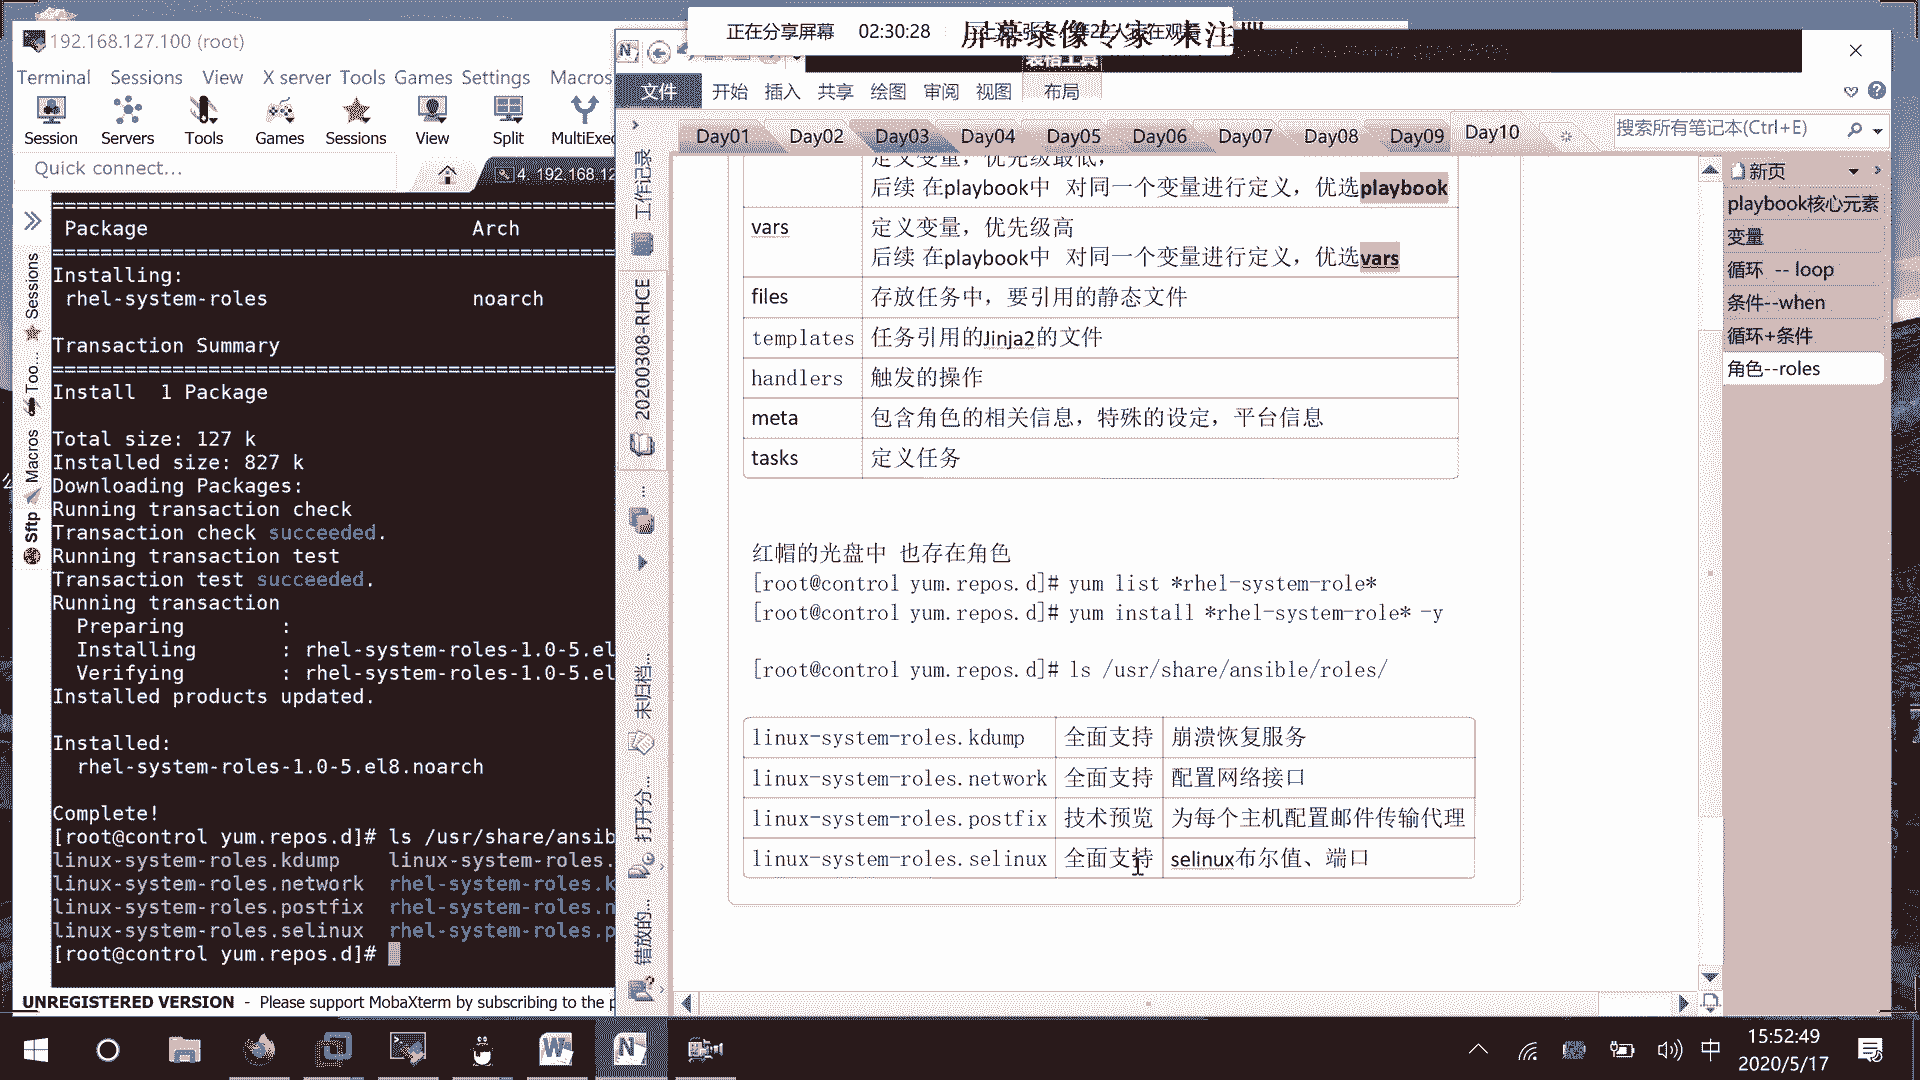 正在分享屏幕 02:30:28
屏幕录像专家 未注
192.168.127.100 (root)
Terminal Sessions View X server Tools Games Settings Macros
Session Servers Tools Games Sessions View Split MultiExec
Quick connect...
4. 192.168.12
Sessions
Too...
Macros
Sftp
Package Arch
Installing:
rhel-system-roles noarch
Transaction Summary
Install 1 Package
Total size: 127 k
Installed size: 827 k
Downloading Packages:
Running transaction check
Transaction check succeeded.
Running transaction test
Transaction test succeeded.
Running transaction
Preparing :
Installing : rhel-system-roles-1.0-5.el
Verifying : rhel-system-roles-1.0-5.el
Installed products updated.
Installed:
rhel-system-roles-1.0-5.el8.noarch
Complete!
[root@control yum.repos.d]# ls /usr/share/ansib
linux-system-roles.kdump linux-system-roles.
linux-system-roles.network rhel-system-roles.k
linux-system-roles.postfix rhel-system-roles.n
linux-system-roles.selinux rhel-system-roles.p
[root@control yum.repos.d]#
UNREGISTERED VERSION - Please support MobaXterm by subscribing to the p
表格工具
文件 开始 插入 共享 绘图 审阅 视图 布局
Day01 Day02 Day03 Day04 Day05 Day06 Day07 Day08 Day09 Day10
搜索所有笔记本(Ctrl+E)
工作记录
20200308-RHCE
未归档...
打开分...
错放的...
定义变量，优先级最低，
后续 在playbook中 对同一个变量进行定义，优选playbook
vars 定义变量，优先级高
后续 在playbook中 对同一个变量进行定义，优选vars
files 存放任务中，要引用的静态文件
templates 任务引用的Jinja2的文件
handlers 触发的操作
meta 包含角色的相关信息，特殊的设定，平台信息
tasks 定义任务
红帽的光盘中 也存在角色
[root@control yum.repos.d]# yum list *rhel-system-role*
[root@control yum.repos.d]# yum install *rhel-system-role* -y
[root@control yum.repos.d]# ls /usr/share/ansible/roles/
linux-system-roles.kdump 全面支持 崩溃恢复服务
linux-system-roles.network 全面支持 配置网络接口
linux-system-roles.postfix 技术预览 为每个主机配置邮件传输代理
linux-system-roles.selinux 全面支持 selinux布尔值、端口
新页
playbook核心元素
变量
循环 -- loop
条件--when
循环+条件
角色--roles
中
15:52:49
2020/5/17